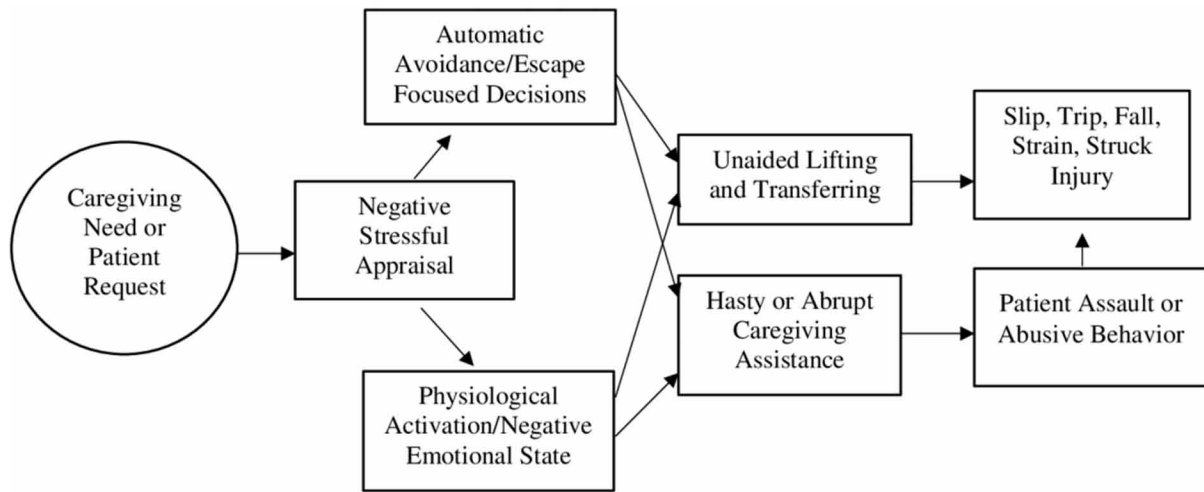 Automatic
Avoidance/Escape
Focused Decisions
Slip, Trip, Fall,
Strain, Struck
Injury
Unaided Lifting
and Transferring
Caregiving
Need or
Patient
Request
Negative
Stressful
Appraisal
Hasty or Abrupt
Caregiving
Assistance
Patient Assault or
Abusive Behavior
Physiological
Activation/Negative
Emotional State